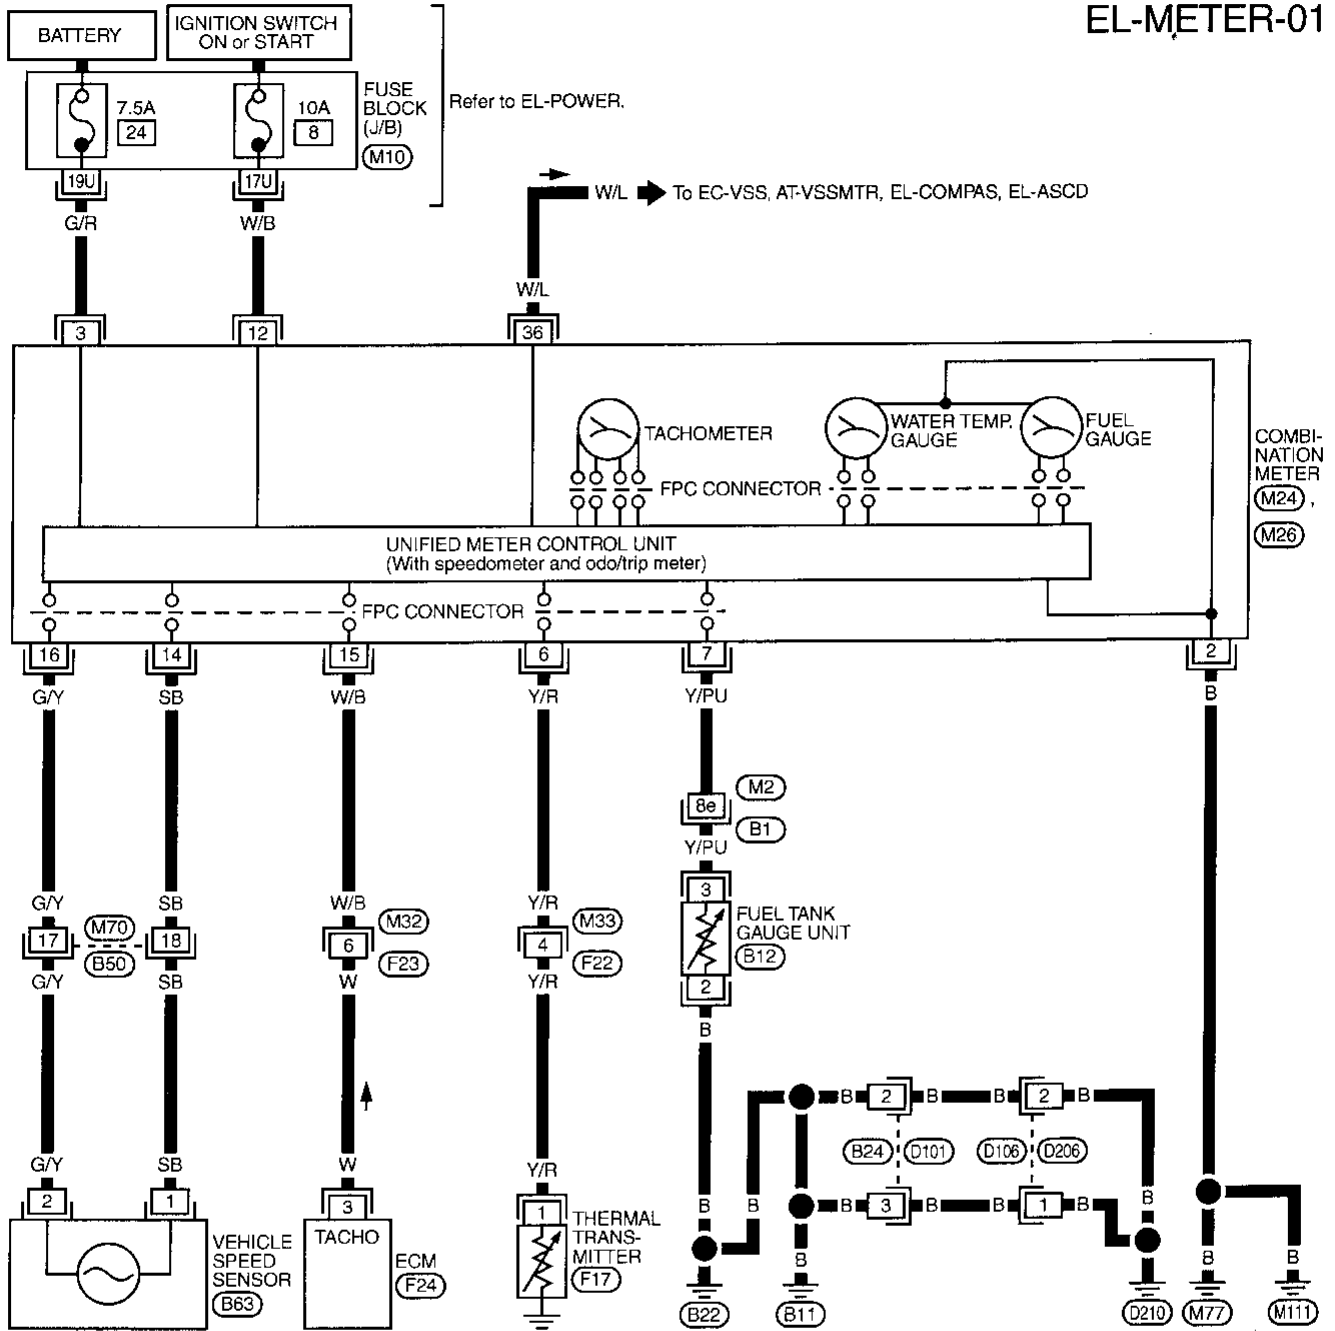 EL-METER-01
BATTERY
IGNITION SWITCH
ON or START
7.5A
24
10A
8
FUSE
BLOCK
(J/B)
M10
Refer to EL-POWER.
19U
17U
G/R
W/B
W/L
To EC-VSS, AT-VSSMTR, EL-COMPAS, EL-ASCD
W/L
3
12
36
TACHOMETER
WATER TEMP.
GAUGE
FUEL
GAUGE
FPC CONNECTOR
COMBI-
NATION
METER
M24 ,
M26
UNIFIED METER CONTROL UNIT
(With speedometer and odo/trip meter)
FPC CONNECTOR
16
14
15
6
7
2
G/Y
SB
W/B
Y/R
Y/PU
B
8e
M2
B1
Y/PU
G/Y
SB
W/B
Y/R
3
17
M70
B50
18
6
M32
F23
4
M33
F22
FUEL TANK
GAUGE UNIT
B12
2
G/Y
SB
W
Y/R
B
B
2
B
B
2
B
B24
D101
D106
D206
B
3
B
B
1
B
G/Y
SB
W
Y/R
B
B
B
2
1
3
1
VEHICLE
SPEED
SENSOR
B63
TACHO
ECM
F24
THERMAL
TRANS-
MITTER
F17
B
B
B
B22
B11
D210
M77
M111